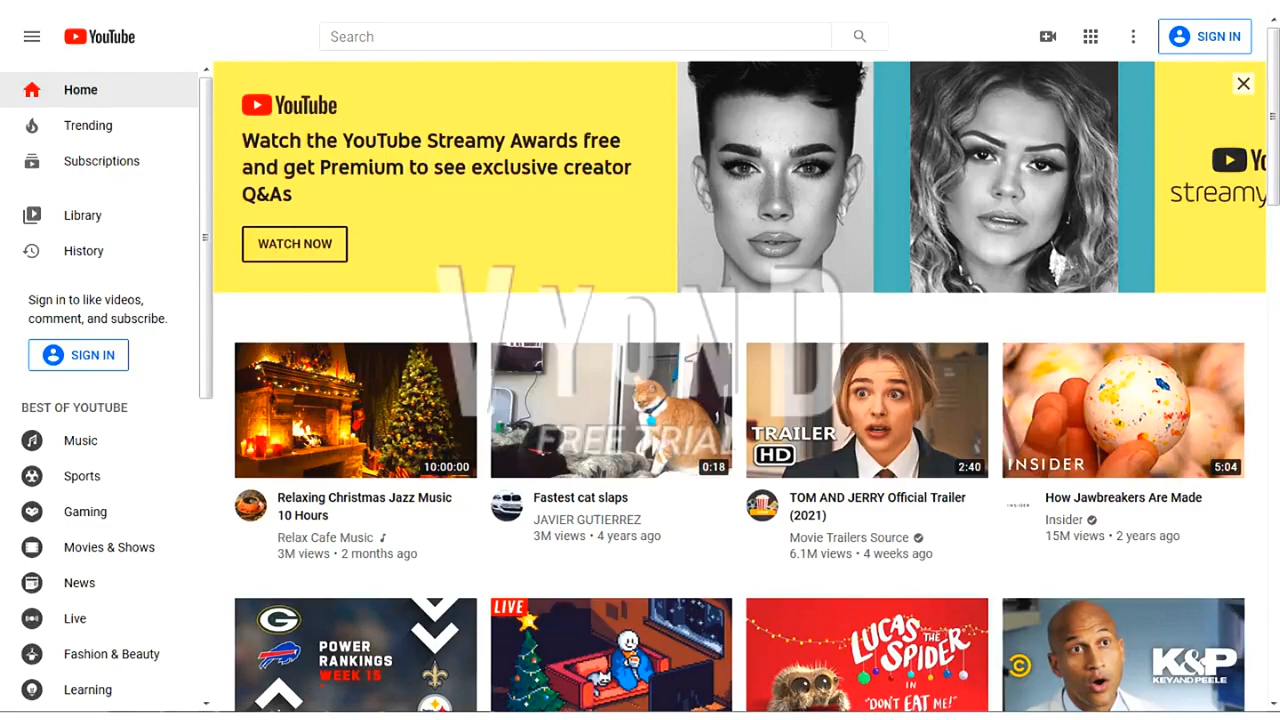 YouTube
Search
SIGN IN
Home
Trending
Subscriptions
Library
History
Sign in to like videos,
comment, and subscribe.
SIGN IN
BEST OF YOUTUBE
Music
Sports
Gaming
Movies & Shows
News
Live
Fashion & Beauty
Learning
YouTube
Watch the YouTube Streamy Awards free
and get Premium to see exclusive creator
Q&As
WATCH NOW
streamy
VYOND
FREE TRIAL
10:00:00
Relaxing Christmas Jazz Music
10 Hours
Relax Cafe Music
3M views • 2 months ago
0:18
Fastest cat slaps
JAVIER GUTIERREZ
3M views • 4 years ago
TRAILER
HD
2:40
TOM AND JERRY Official Trailer
(2021)
Movie Trailers Source
6.1M views • 4 weeks ago
INSIDER
5:04
INSIDER
How Jawbreakers Are Made
Insider
15M views • 2 years ago
G
POWER
RANKINGS
WEEK 15
LIVE
LUCAS
THE
SPIDER
IN
"DON'T EAT ME!"
K&P
KEY AND PEELE